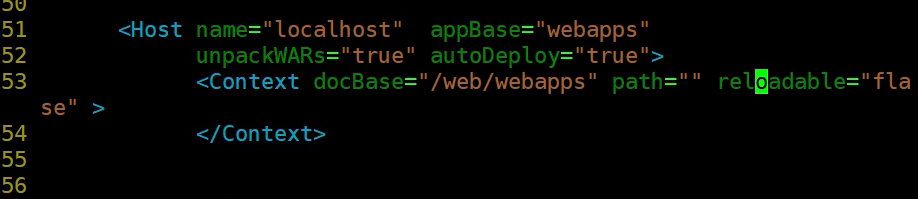 50
51 <Host name="localhost" appBase="webapps"
52 unpackWARs="true" autoDeploy="true">
53 <Context docBase="/web/webapps" path="" reloadable="fla
se" >
54 </Context>
55
56